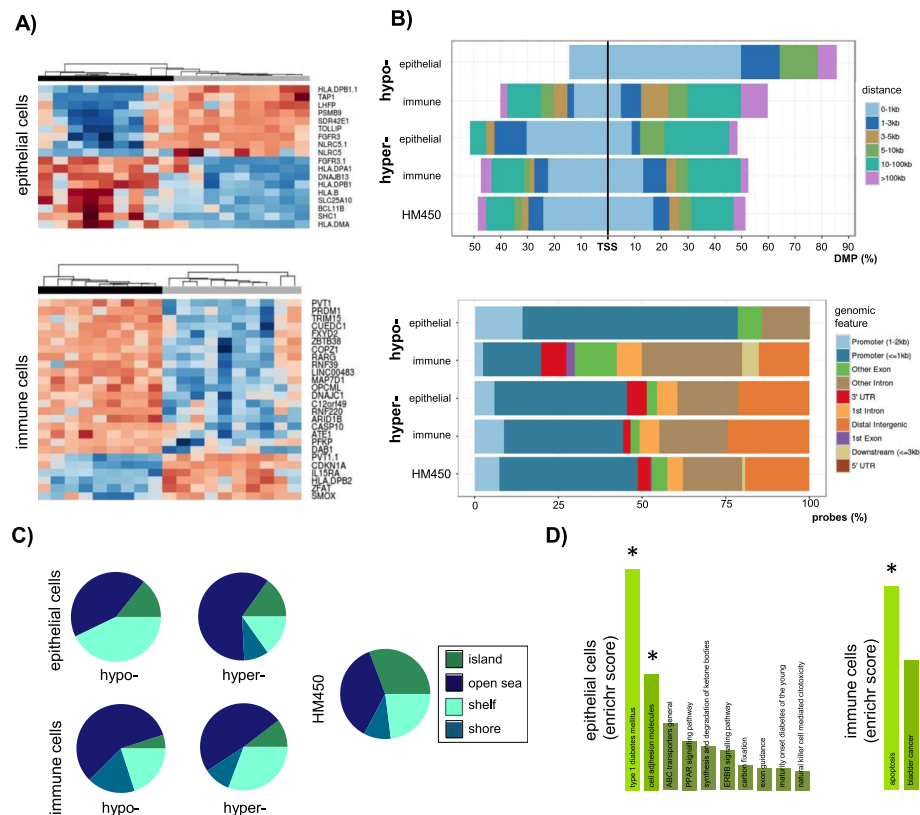 A)
epithelial cells
HLA.DPB1.1
TAP1
LHFP
PSMB9
SDR42E1
TOLLIP
FGFR3
NLRC5.1
NLRC5
FGFR3.1
HLA.DPA1
DNAJB13
HLA.DPB1
HLA.B
SLC25A10
BCL11B
SHC1
HLA.DMA
immune cells
PVT1
PRDM1
TRIM15
CUEDC1
FXYD2
ZBTB38
COPZ1
RARG
RNF39
LINC00483
MAP7D1
OPCML
DNAJC1
C12orf49
RNF220
ARID1B
CASP10
ATE1
PFKP
DAB1
PVT1.1
CDKN1A
IL15RA
HLA.DPB2
ZFAT
SMOX
B)
hypo-
hyper-
epithelial
immune
epithelial
immune
HM450
50 40 30 20 10 TSS 10 20 30 40 50 60 70 80 90
DMP (%)
distance
0-1kb
1-3kb
3-5kb
5-10kb
10-100kb
>100kb
hypo-
hyper-
epithelial
immune
epithelial
immune
HM450
0 25 50 75 100
probes (%)
genomic
feature
Promoter (1-2kb)
Promoter (<=1kb)
Other Exon
Other Intron
3' UTR
1st Intron
Distal Intergenic
1st Exon
Downstream (<=3kb
5' UTR
C)
epithelial cells
hypo-
hyper-
immune cells
hypo-
hyper-
HM450
island
open sea
shelf
shore
D)
epithelial cells
(enrichr score)
*
*
type 1 diabetes mellitus
cell adhesion molecules
ABC transporters general
PPAR signalling pathway
synthesis and degradation of ketone bodies
ERBB signalling pathway
carbon fixation
exon guidance
maturity onset diabetes of the young
natural killer cell mediated citotoxicity
immune cells
(enrichr score)
*
apoptosis
bladder cancer